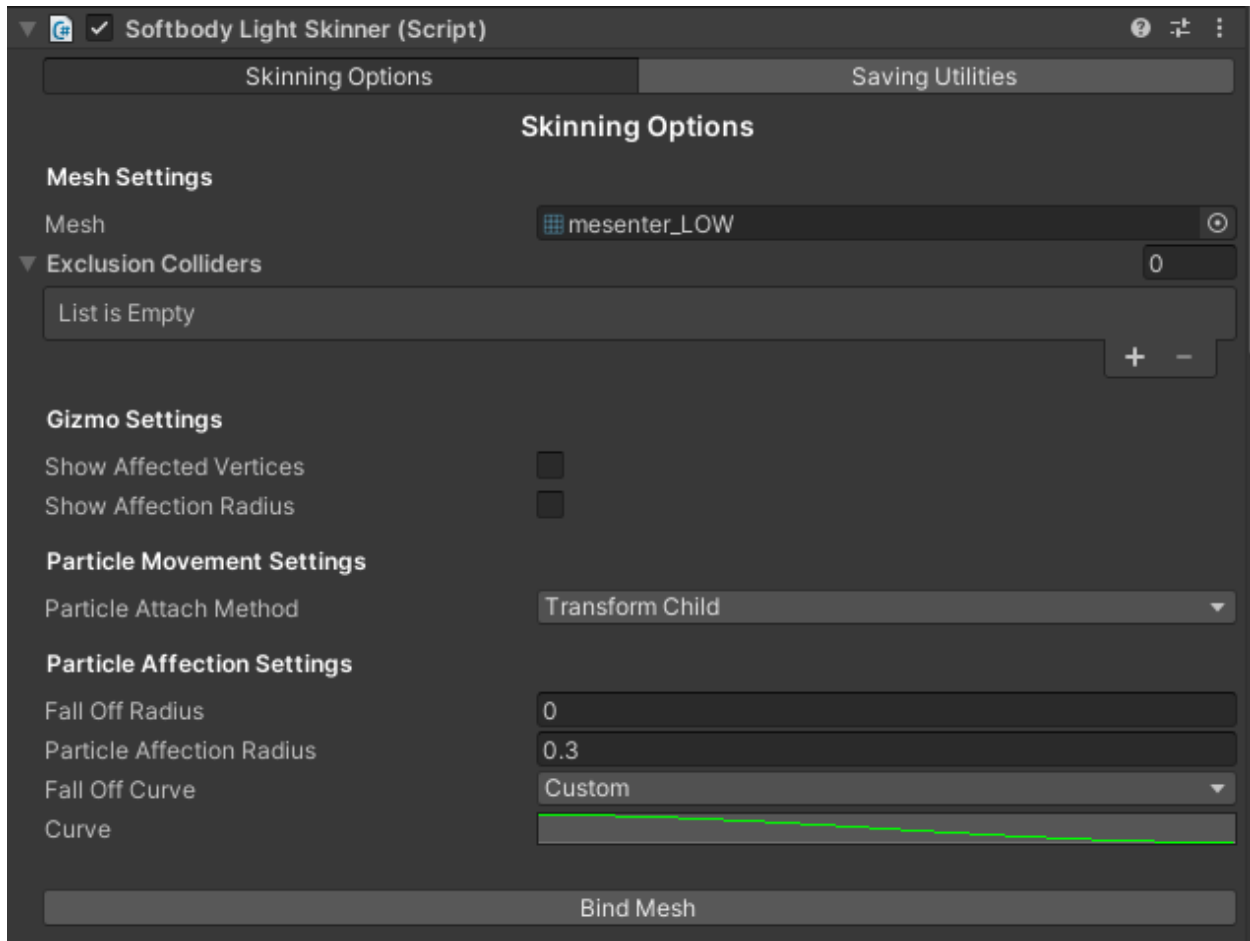 Softbody Light Skinner (Script)
Skinning Options Saving Utilities
Skinning Options
Mesh Settings
Mesh mesenter_LOW
Exclusion Colliders 0
List is Empty
+ −
Gizmo Settings
Show Affected Vertices
Show Affection Radius
Particle Movement Settings
Particle Attach Method Transform Child
Particle Affection Settings
Fall Off Radius 0
Particle Affection Radius 0.3
Fall Off Curve Custom
Curve
Bind Mesh